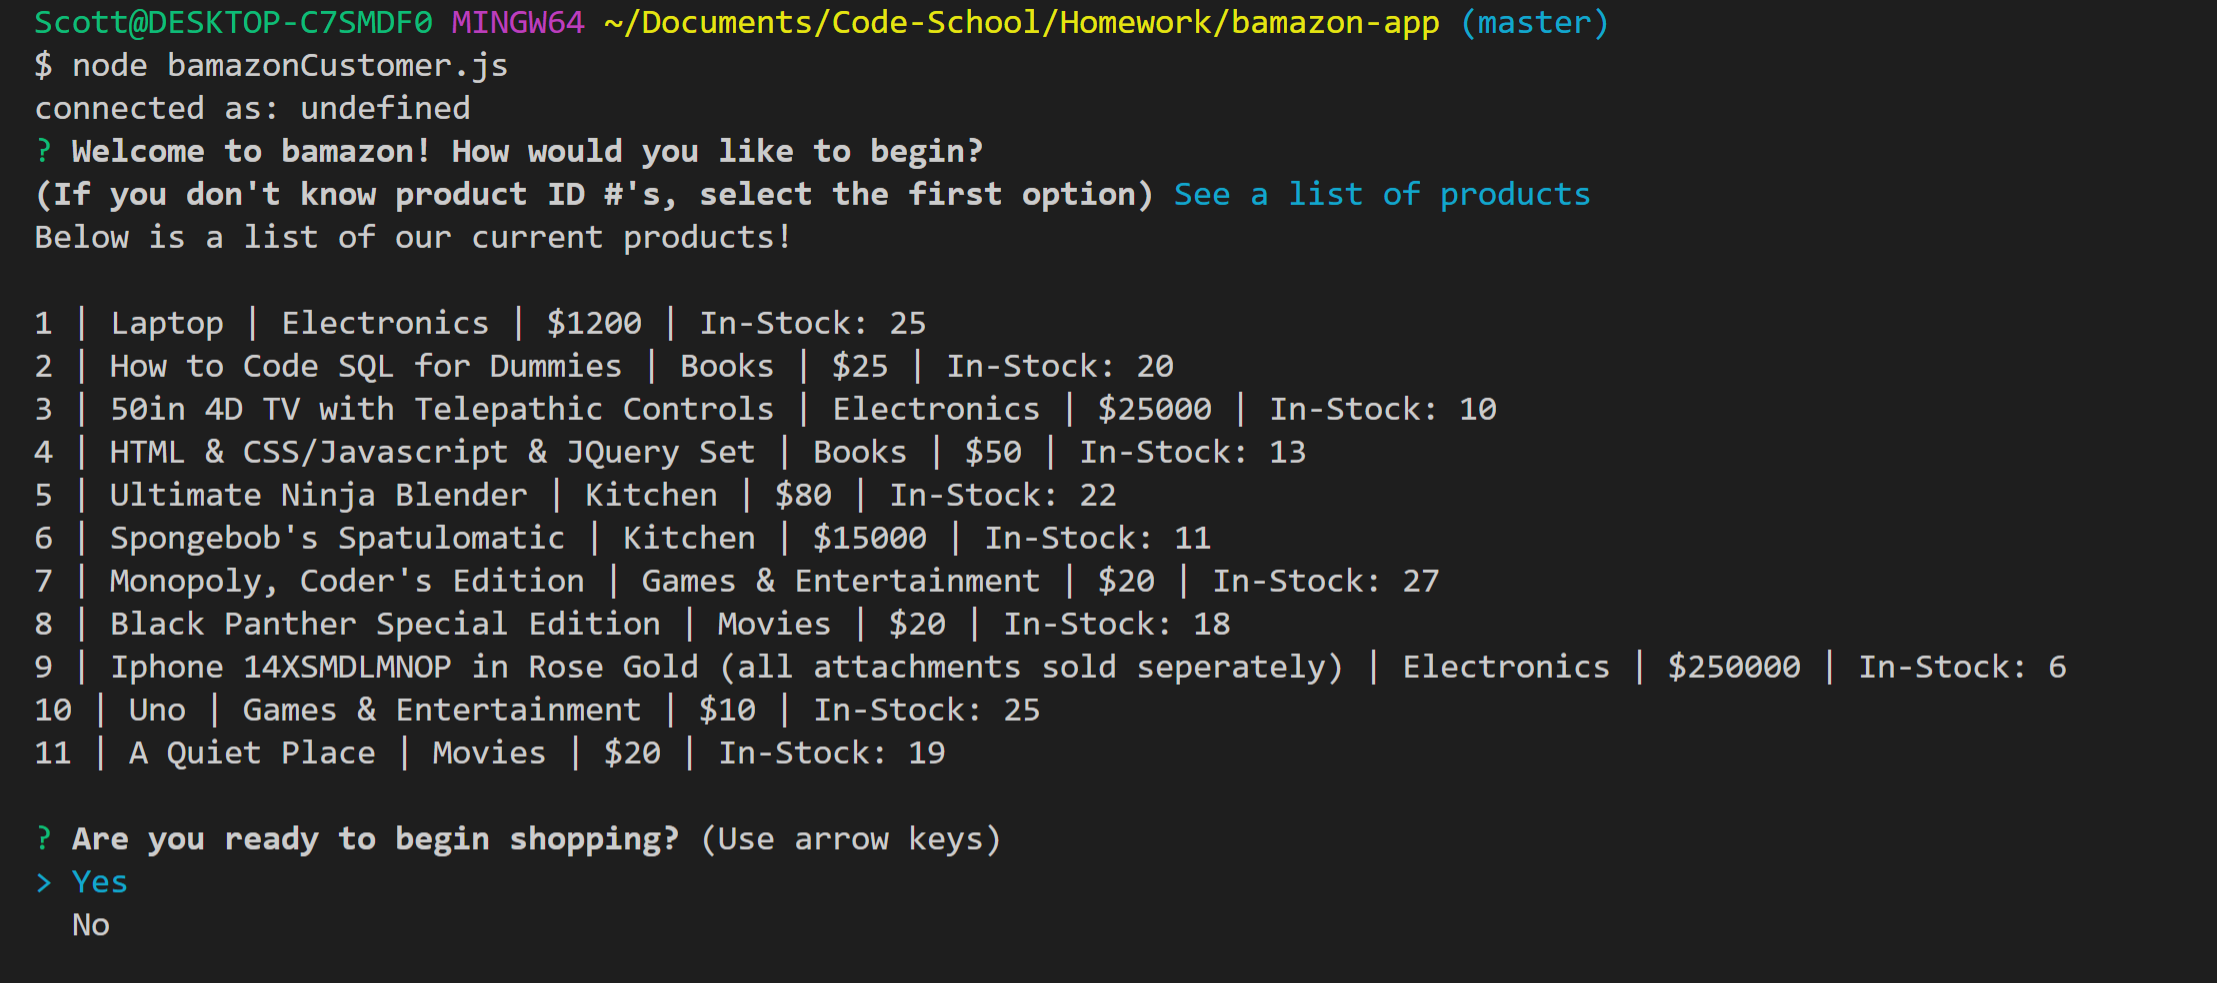 Scott@DESKTOP-C7SMDF0 MINGW64 ~/Documents/Code-School/Homework/bamazon-app (master)
$ node bamazonCustomer.js
connected as: undefined
? Welcome to bamazon! How would you like to begin?
(If you don't know product ID #'s, select the first option) See a list of products
Below is a list of our current products!

1 | Laptop | Electronics | $1200 | In-Stock: 25
2 | How to Code SQL for Dummies | Books | $25 | In-Stock: 20
3 | 50in 4D TV with Telepathic Controls | Electronics | $25000 | In-Stock: 10
4 | HTML & CSS/Javascript & JQuery Set | Books | $50 | In-Stock: 13
5 | Ultimate Ninja Blender | Kitchen | $80 | In-Stock: 22
6 | Spongebob's Spatulomatic | Kitchen | $15000 | In-Stock: 11
7 | Monopoly, Coder's Edition | Games & Entertainment | $20 | In-Stock: 27
8 | Black Panther Special Edition | Movies | $20 | In-Stock: 18
9 | Iphone 14XSMDLMNOP in Rose Gold (all attachments sold seperately) | Electronics | $250000 | In-Stock: 6
10 | Uno | Games & Entertainment | $10 | In-Stock: 25
11 | A Quiet Place | Movies | $20 | In-Stock: 19

? Are you ready to begin shopping? (Use arrow keys)
> Yes
  No